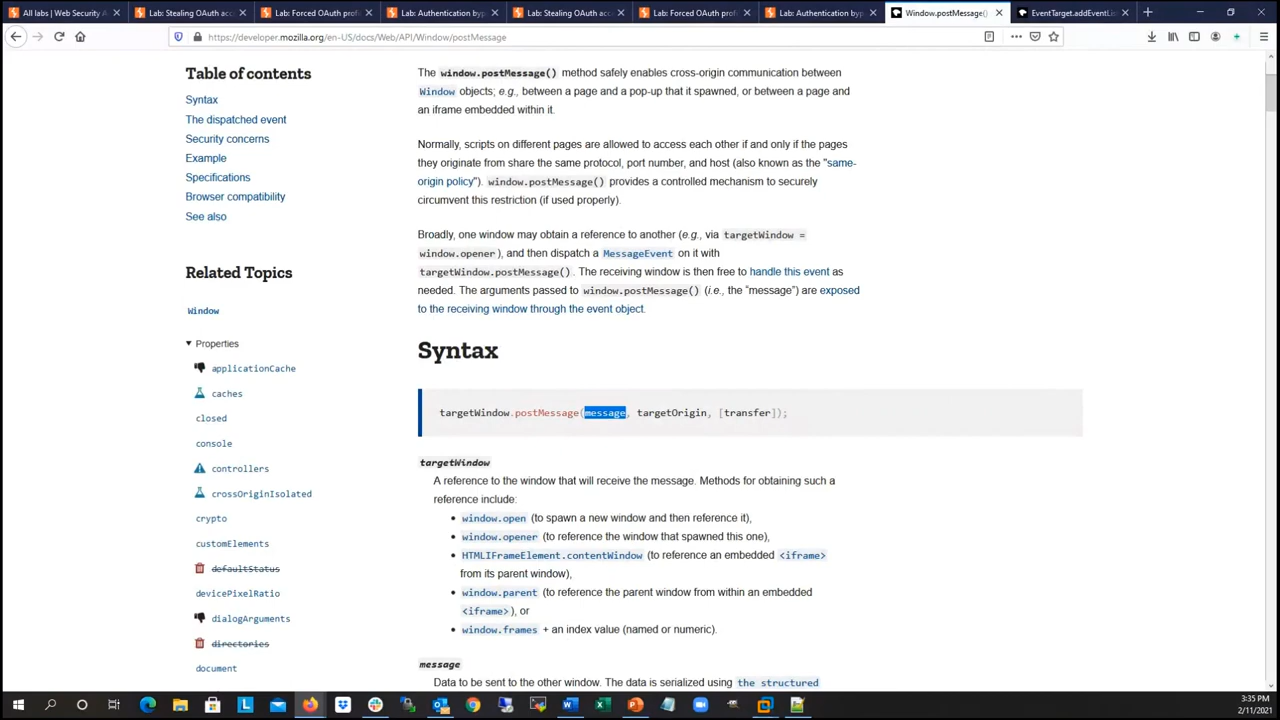 All labs | Web Security A
Lab: Stealing OAuth acc
Lab: Forced OAuth profi
Lab: Authentication byp
Lab: Stealing OAuth acc
Lab: Forced OAuth prof
Lab: Authentication byp
Window.postMessage()
EventTarget.addEventList
https://developer.mozilla.org/en-US/docs/Web/API/Window/postMessage
Table of contents
Syntax
The dispatched event
Security concerns
Example
Specifications
Browser compatibility
See also
Related Topics
Window
Properties
applicationCache
caches
closed
console
controllers
crossOriginIsolated
crypto
customElements
defaultStatus
devicePixelRatio
dialogArguments
directories
document
The window.postMessage() method safely enables cross-origin communication between
Window objects; e.g., between a page and a pop-up that it spawned, or between a page and
an iframe embedded within it.
Normally, scripts on different pages are allowed to access each other if and only if the pages
they originate from share the same protocol, port number, and host (also known as the "same-
origin policy"). window.postMessage() provides a controlled mechanism to securely
circumvent this restriction (if used properly).
Broadly, one window may obtain a reference to another (e.g., via targetWindow =
window.opener), and then dispatch a MessageEvent on it with
targetWindow.postMessage(). The receiving window is then free to handle this event as
needed. The arguments passed to window.postMessage() (i.e., the "message") are exposed
to the receiving window through the event object.
Syntax
targetWindow.postMessage(message, targetOrigin, [transfer]);
targetWindow
A reference to the window that will receive the message. Methods for obtaining such a
reference include:
• window.open (to spawn a new window and then reference it),
• window.opener (to reference the window that spawned this one),
• HTMLIFrameElement.contentWindow (to reference an embedded <iframe>
from its parent window),
• window.parent (to reference the parent window from within an embedded
<iframe>), or
• window.frames + an index value (named or numeric).
message
Data to be sent to the other window. The data is serialized using the structured
3:35 PM
2/11/2021